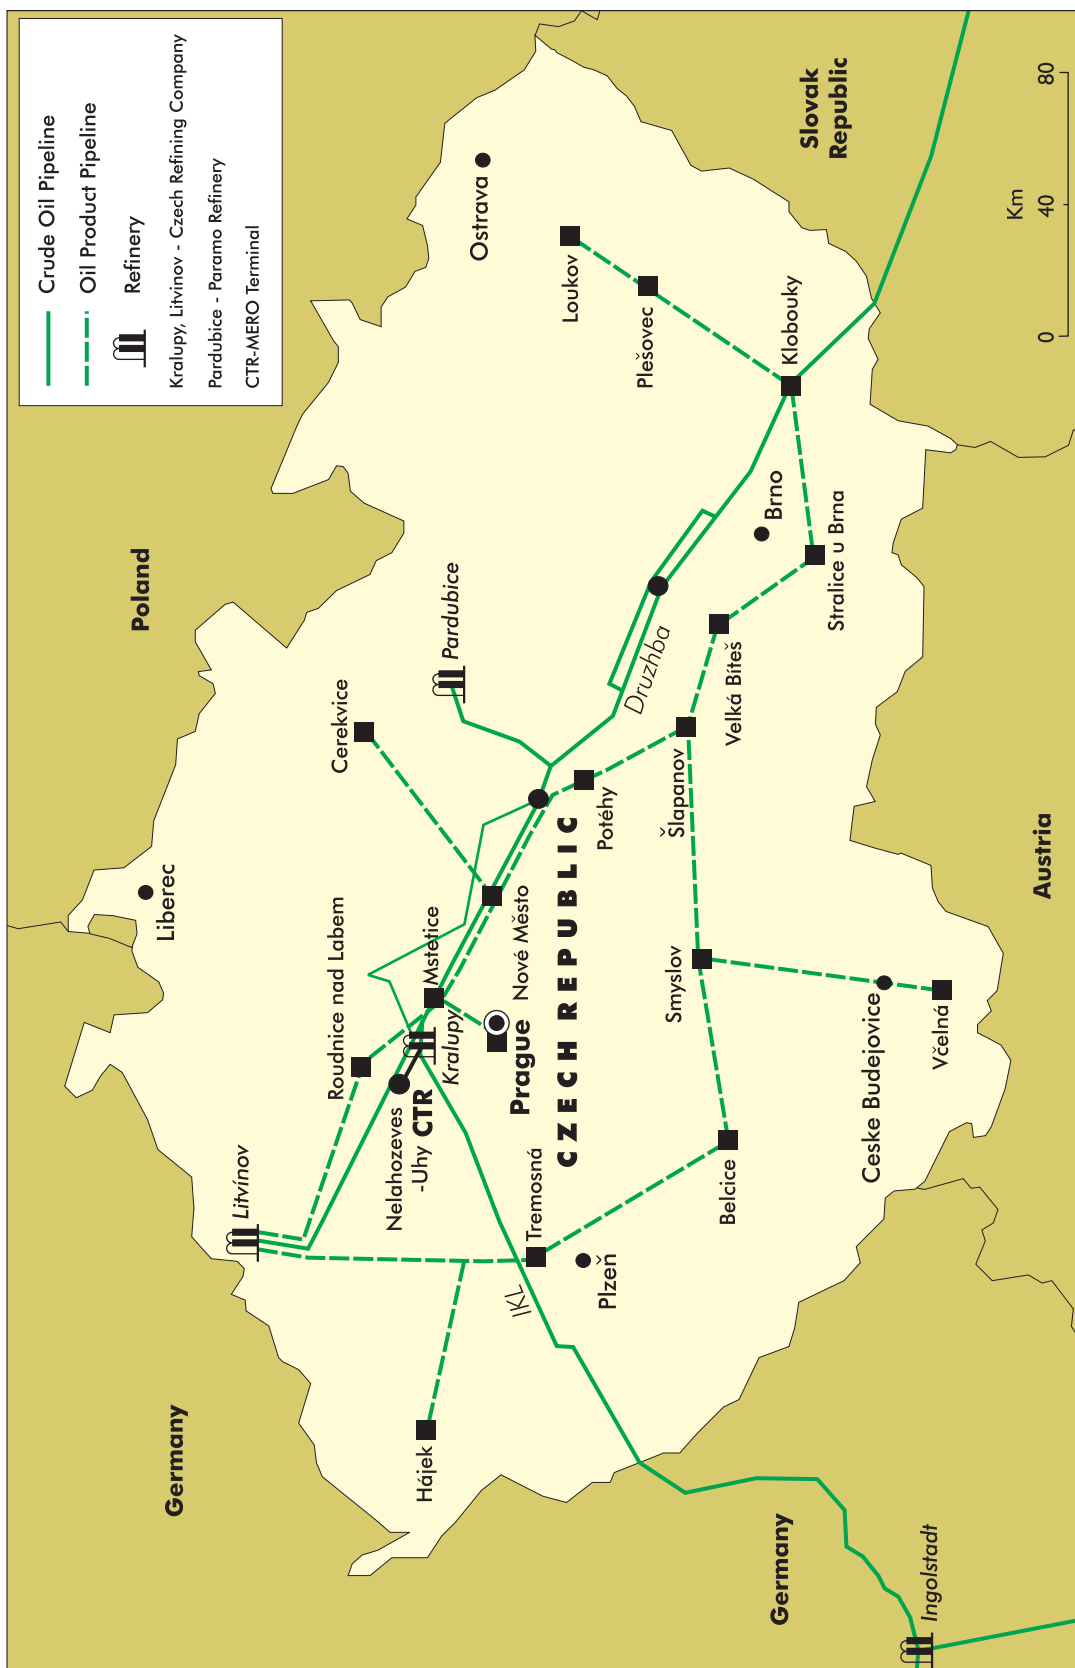 Crude Oil Pipeline
Oil Product Pipeline
Refinery
Kralupy, Litvinov - Czech Refining Company
Pardubice - Paramo Refinery
CTR-MERO Terminal
Germany
Poland
Liberec
Litvínov
Roudnice nad Labem
Cerekvice
Pardubice
Ostrava
Hájek
Nelahozeves
-Uhy CTR
Kralupy
Mstetice
Prague
Nové Město
Loukov
Tremosná
CZECH REPUBLIC
Potéhy
Plešovec
IKL
Plzeň
Druzhba
Slovak
Republic
Smyslov
Šlapanov
Belcice
Velká Bíteš
Brno
Klobouky
Stralice u Brna
Germany
Ceske Budejovice
Včelná
Ingolstadt
Austria
Km
0 40 80